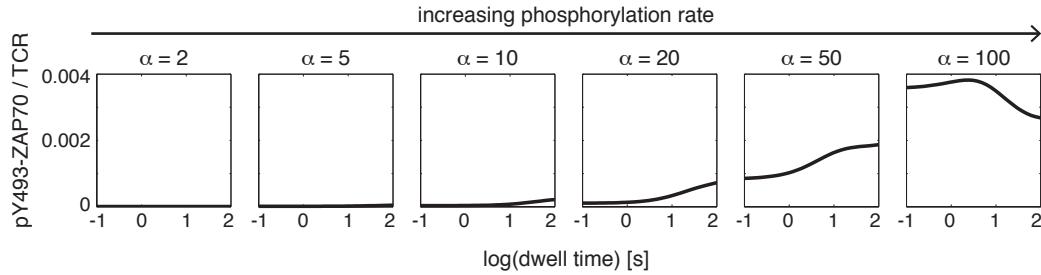 increasing phosphorylation rate
α = 2 α = 5 α = 10 α = 20 α = 50 α = 100
pY493-ZAP70 / TCR
0.004
0.002
0
-1 0 1 2 -1 0 1 2 -1 0 1 2 -1 0 1 2 -1 0 1 2 -1 0 1 2
log(dwell time) [s]